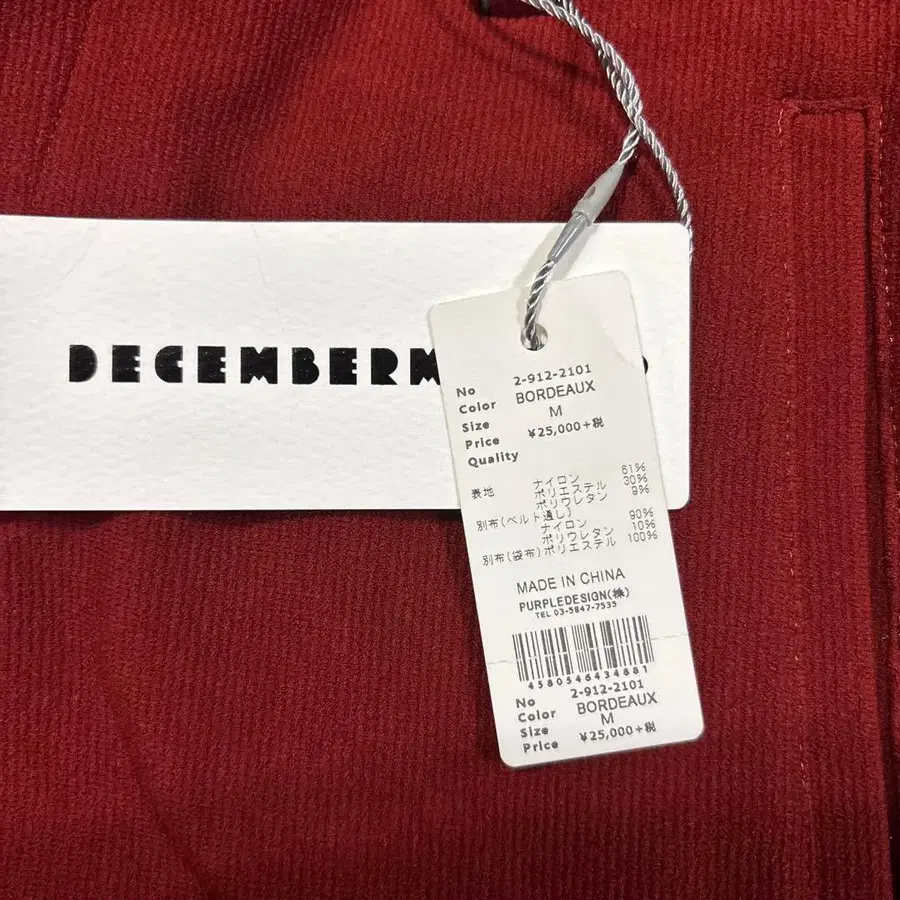 DECEMBERM
No 2-912-2101
Color BORDEAUX
Size M
Price ¥25,000+税
Quality
表地 ナイロン 61%
ポリエステル 30%
ポリウレタン 9%
別布(ベルト通し)
ナイロン 90%
ポリウレタン 10%
別布(袋布) ポリエステル 100%
MADE IN CHINA
PURPLEDESIGN(株)
TEL 03-5847-7535
4580546434881
No 2-912-2101
Color BORDEAUX
Size M
Price ¥25,000+税